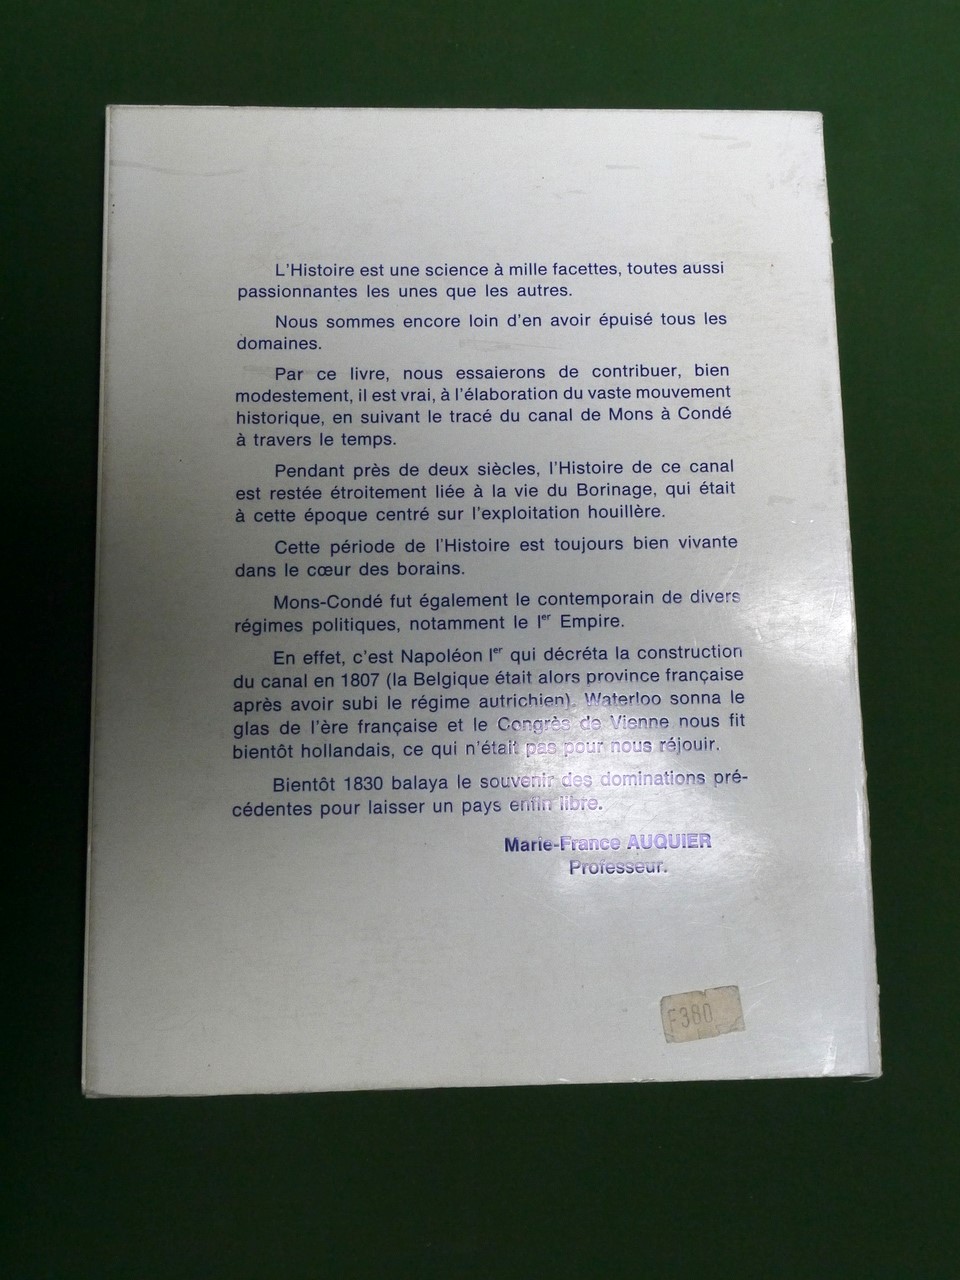 L'Histoire est une science à mille facettes, toutes aussi
passionnantes les unes que les autres.
Nous sommes encore loin d'en avoir épuisé tous les
domaines.
Par ce livre, nous essaierons de contribuer, bien
modestement, il est vrai, à l'élaboration du vaste mouvement
historique, en suivant le tracé du canal de Mons à Condé
à travers le temps.
Pendant près de deux siècles, l'Histoire de ce canal
est restée étroitement liée à la vie du Borinage, qui était
à cette époque centré sur l'exploitation houillère.
Cette période de l'Histoire est toujours bien vivante
dans le cœur des borains.
Mons-Condé fut également le contemporain de divers
régimes politiques, notamment le Ier Empire.
En effet, c'est Napoléon Ier qui décréta la construction
du canal en 1807 (la Belgique était alors province française
après avoir subi le régime autrichien). Waterloo sonna le
glas de l'ère française et le Congrès de Vienne nous fit
bientôt hollandais, ce qui n'était pas pour nous réjouir.
Bientôt 1830 balaya le souvenir des dominations pré-
cédentes pour laisser un pays enfin libre.
Marie-France AUQUIER
Professeur.
F380